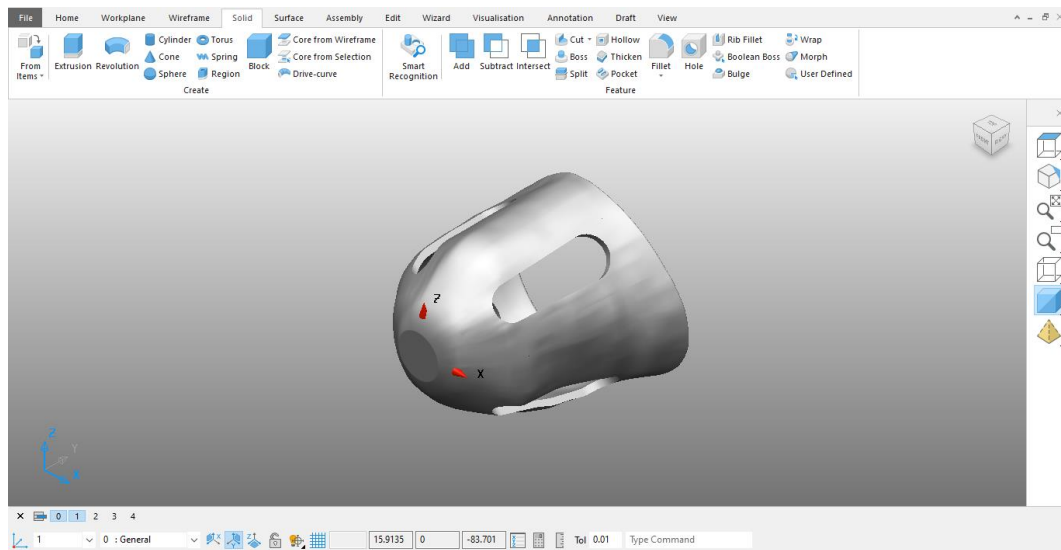 File Home Workplane Wireframe Solid Surface Assembly Edit Wizard Visualisation Annotation Draft View
Cylinder Torus Core from Wireframe Cut Hollow Rib Fillet Wrap
From Items Extrusion Revolution Cone Spring Block Core from Selection Smart Recognition Add Subtract Intersect Boss Thicken Fillet Hole Boolean Boss Morph
Sphere Region Drive-curve Split Pocket Bulge User Defined
Create Feature
Z
X
Z
Y
X
0 1 2 3 4
1 0 : General 15.9135 0 -83.701 Tol 0.01 Type Command